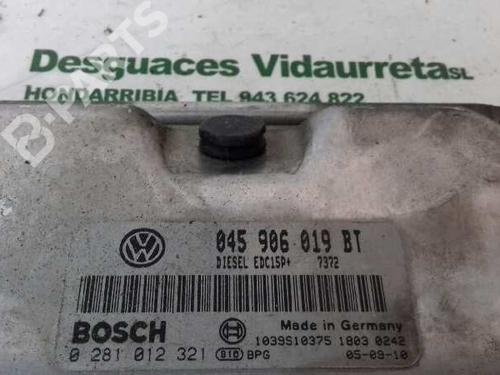 B-PARTS
Desguaces Vidaurreta SL
HONDARRIBIA TEL 943 624 822
045 906 019 BT
DIESEL EDC15P+ 7372
BOSCH
Made in Germany
1039S10375 1803 0242
0 281 012 321 B10 BPG 05-09-10